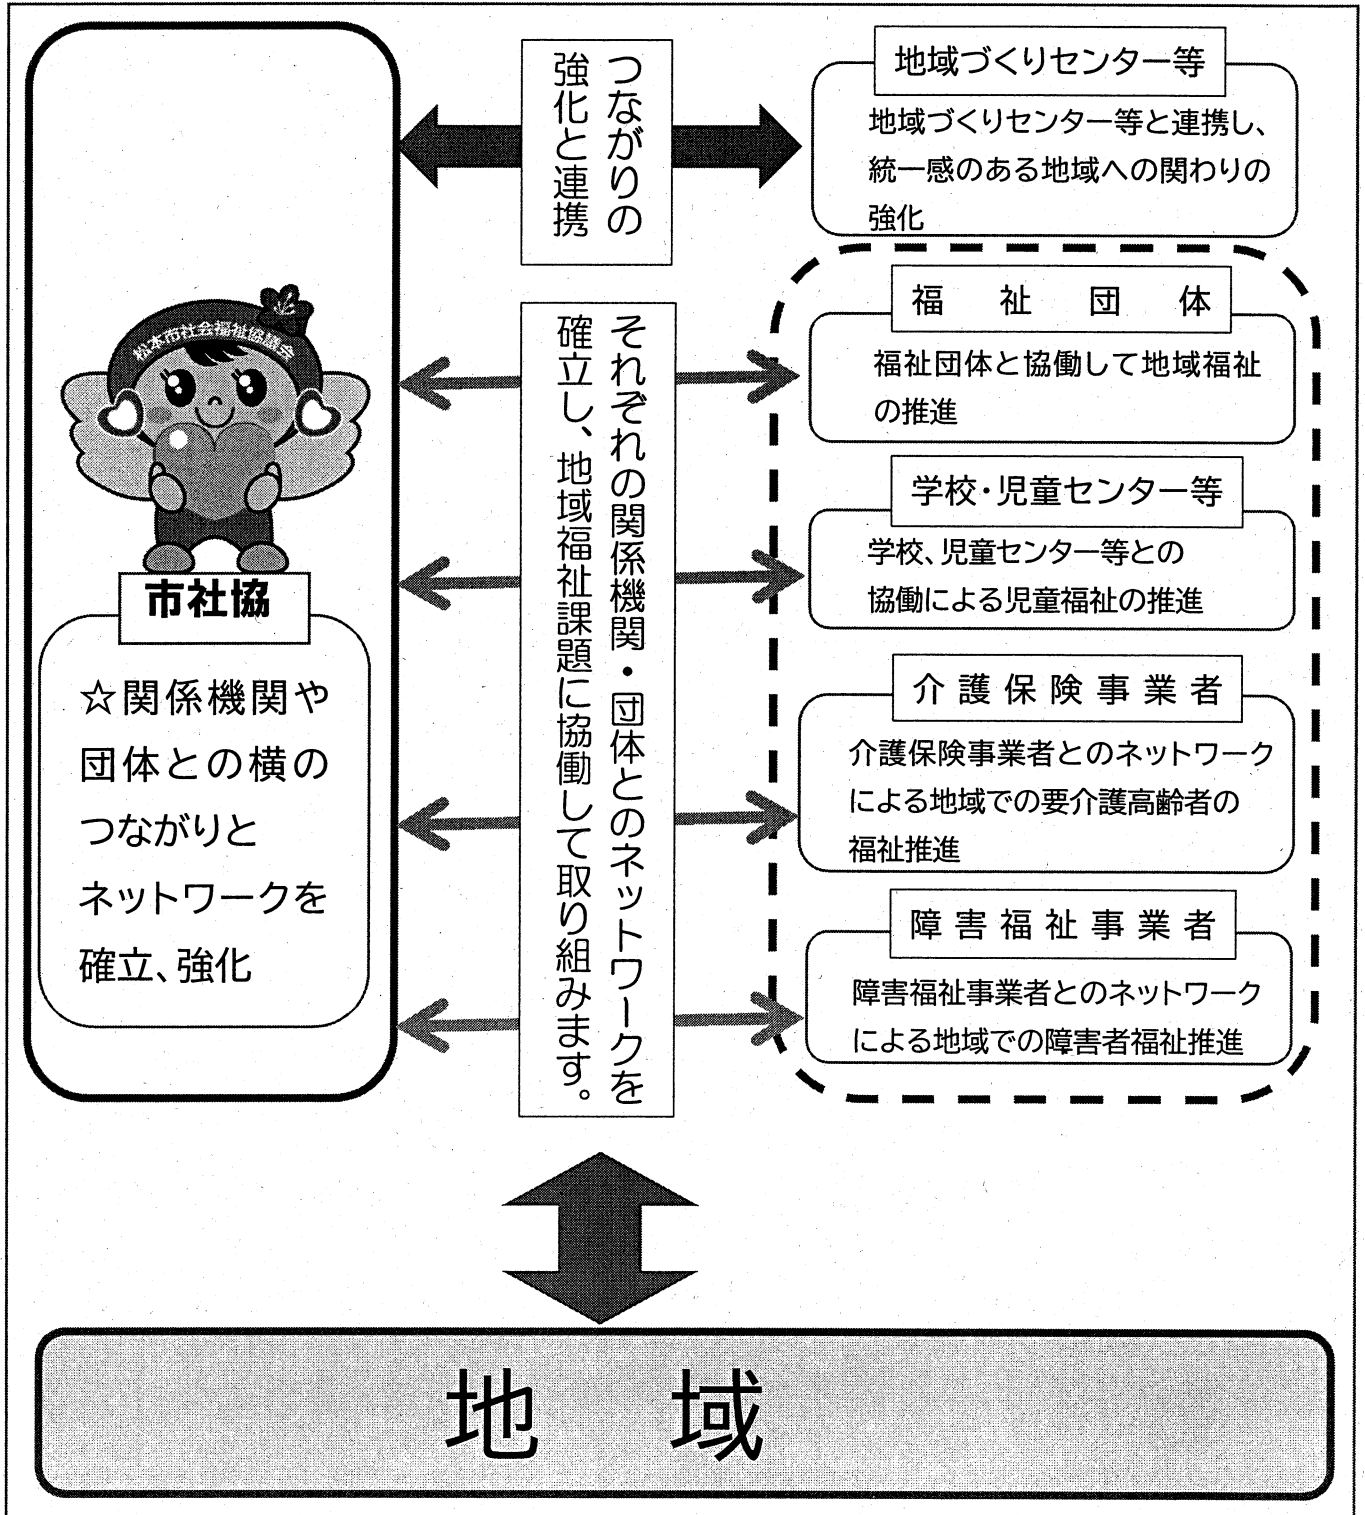 松本市社会福祉協議会
市社協
☆関係機関や
団体との横の
つながりと
ネットワークを
確立、強化
つながりの
強化と連携
それぞれの関係機関・団体とのネットワークを
確立し、地域福祉課題に協働して取り組みます。
地域づくりセンター等
地域づくりセンター等と連携し、
統一感のある地域への関わりの
強化
福祉団体
福祉団体と協働して地域福祉
の推進
学校・児童センター等
学校、児童センター等との
協働による児童福祉の推進
介護保険事業者
介護保険事業者とのネットワーク
による地域での要介護高齢者の
福祉推進
障害福祉事業者
障害福祉事業者とのネットワーク
による地域での障害者福祉推進
地域